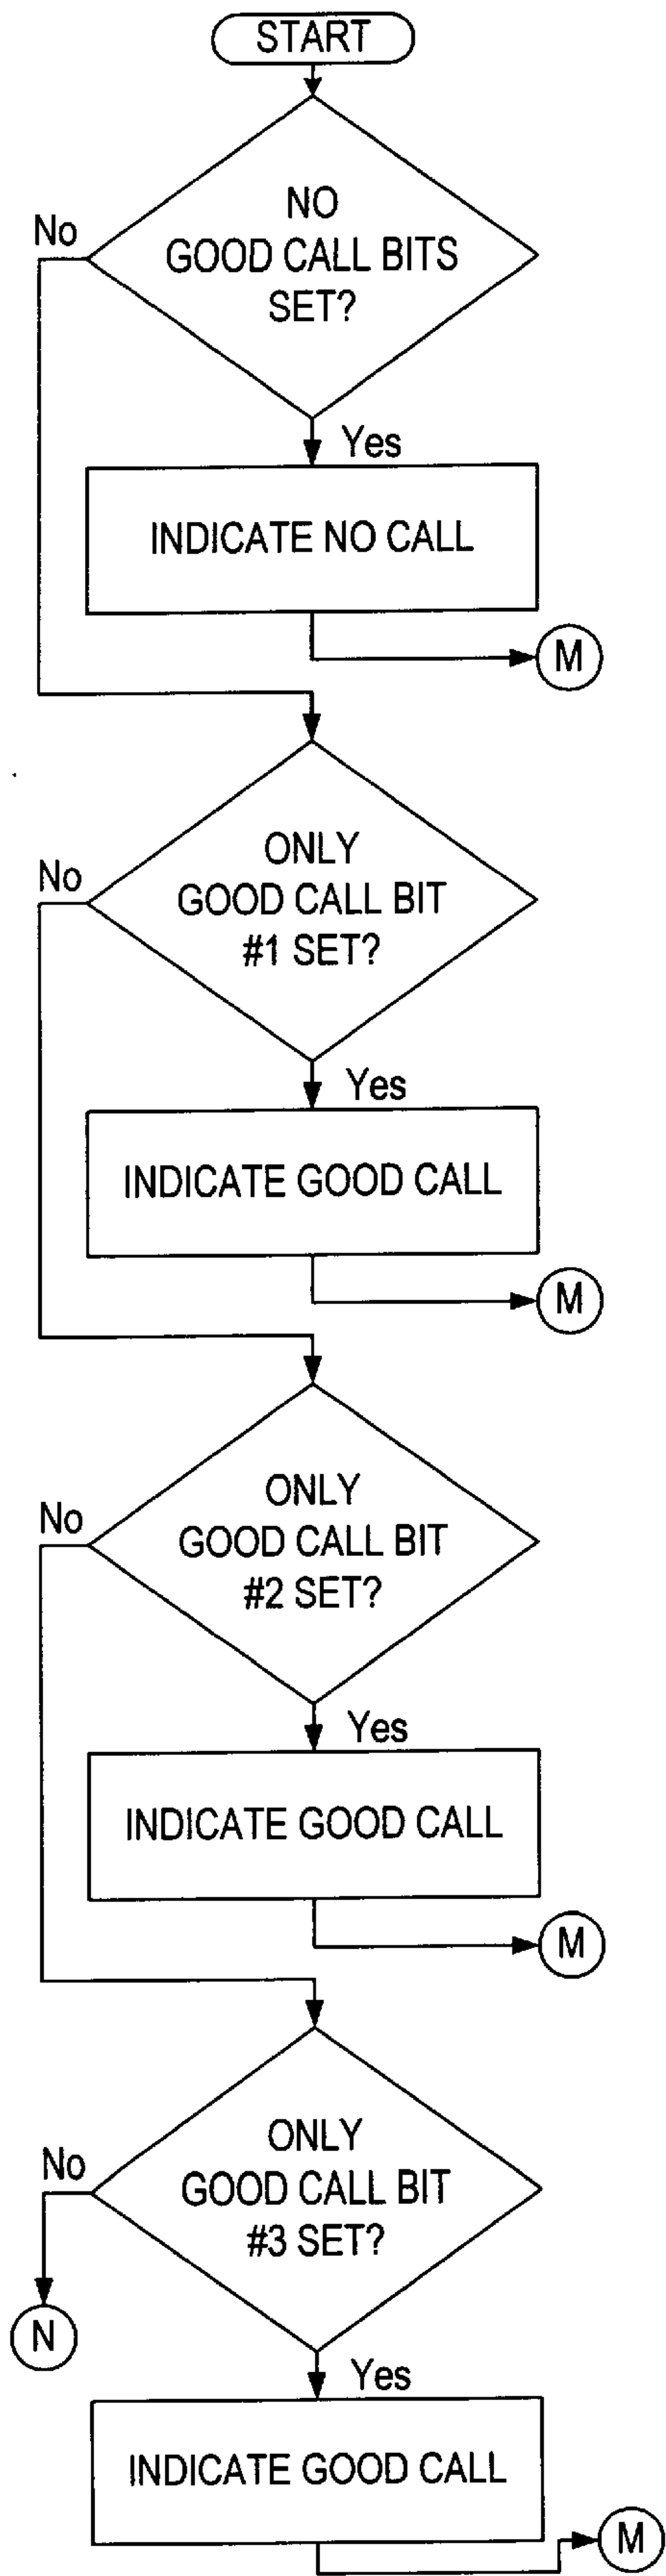 START
NO
GOOD CALL BITS
SET?
No
Yes
INDICATE NO CALL
M
ONLY
GOOD CALL BIT
#1 SET?
No
Yes
INDICATE GOOD CALL
M
ONLY
GOOD CALL BIT
#2 SET?
No
Yes
INDICATE GOOD CALL
M
ONLY
GOOD CALL BIT
#3 SET?
No
N
Yes
INDICATE GOOD CALL
M